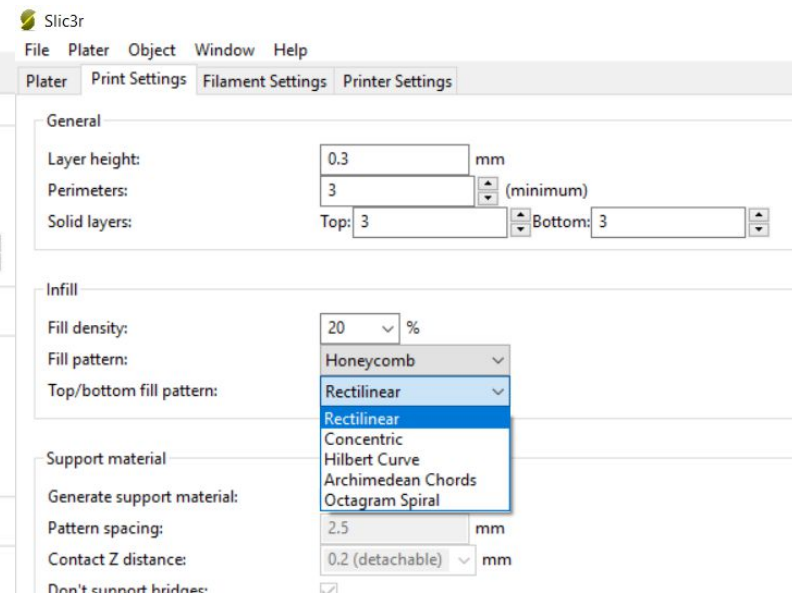 Slic3r
File Plater Object Window Help
Plater Print Settings Filament Settings Printer Settings
General
Layer height: 0.3 mm
Perimeters: 3 (minimum)
Solid layers: Top: 3 Bottom: 3
Infill
Fill density: 20 %
Fill pattern: Honeycomb
Top/bottom fill pattern: Rectilinear
Rectilinear
Concentric
Hilbert Curve
Archimedean Chords
Octagram Spiral
Support material
Generate support material:
Pattern spacing: 2.5 mm
Contact Z distance: 0.2 (detachable) mm
Don't support bridges: